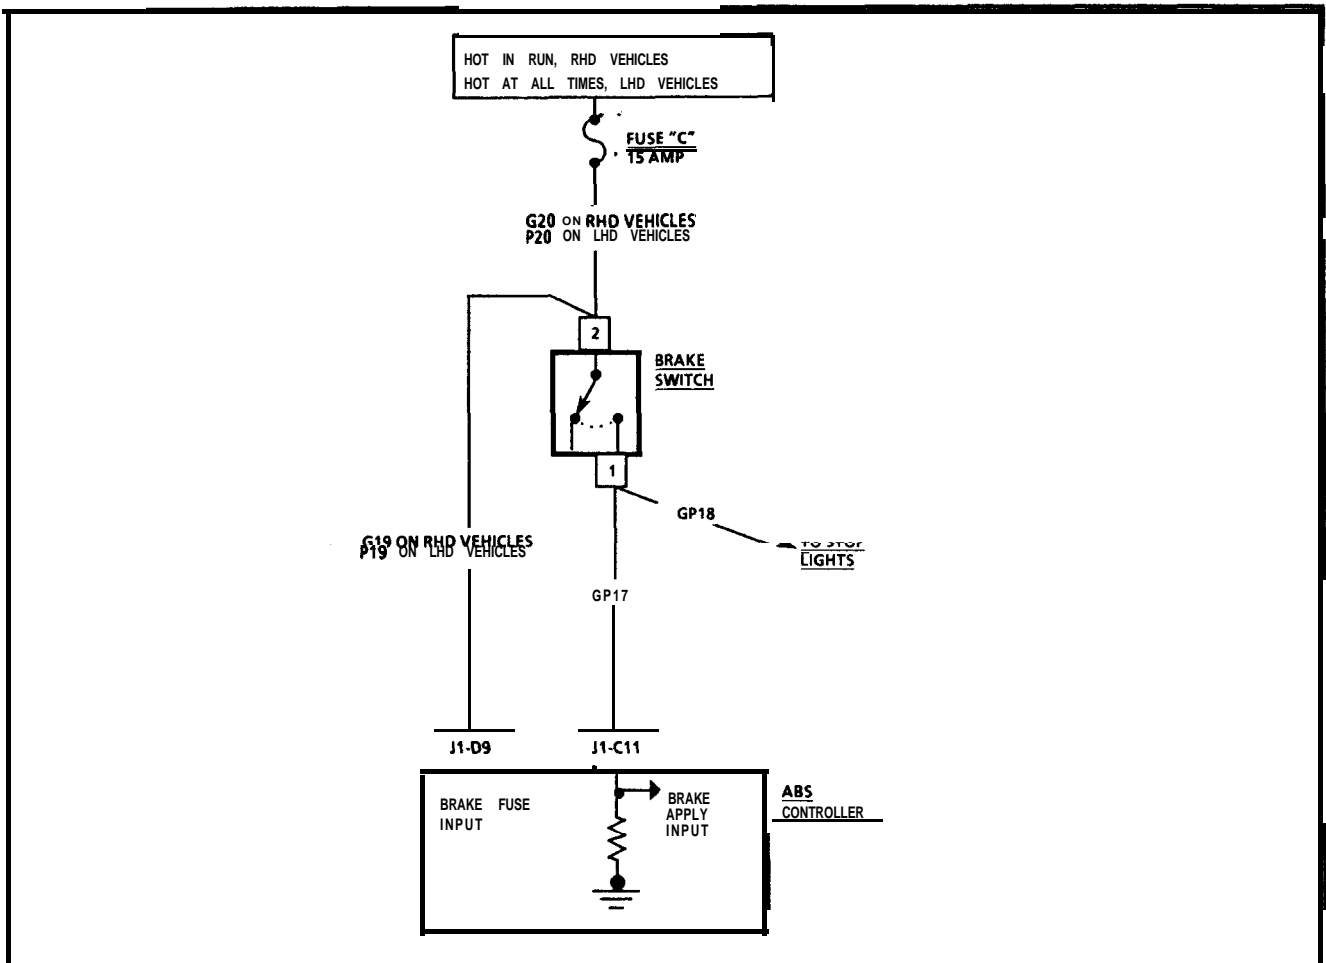 HOT IN RUN, RHD VEHICLES
HOT AT ALL TIMES, LHD VEHICLES
FUSE "C"
15 AMP
G20 ON RHD VEHICLES
P20 ON LHD VEHICLES
2
BRAKE
SWITCH
1
GP18
TO STOP
LIGHTS
G19 ON RHD VEHICLES
P19 ON LHD VEHICLES
GP17
J1-D9
J1-C11
BRAKE FUSE
INPUT
BRAKE
APPLY
INPUT
ABS
CONTROLLER